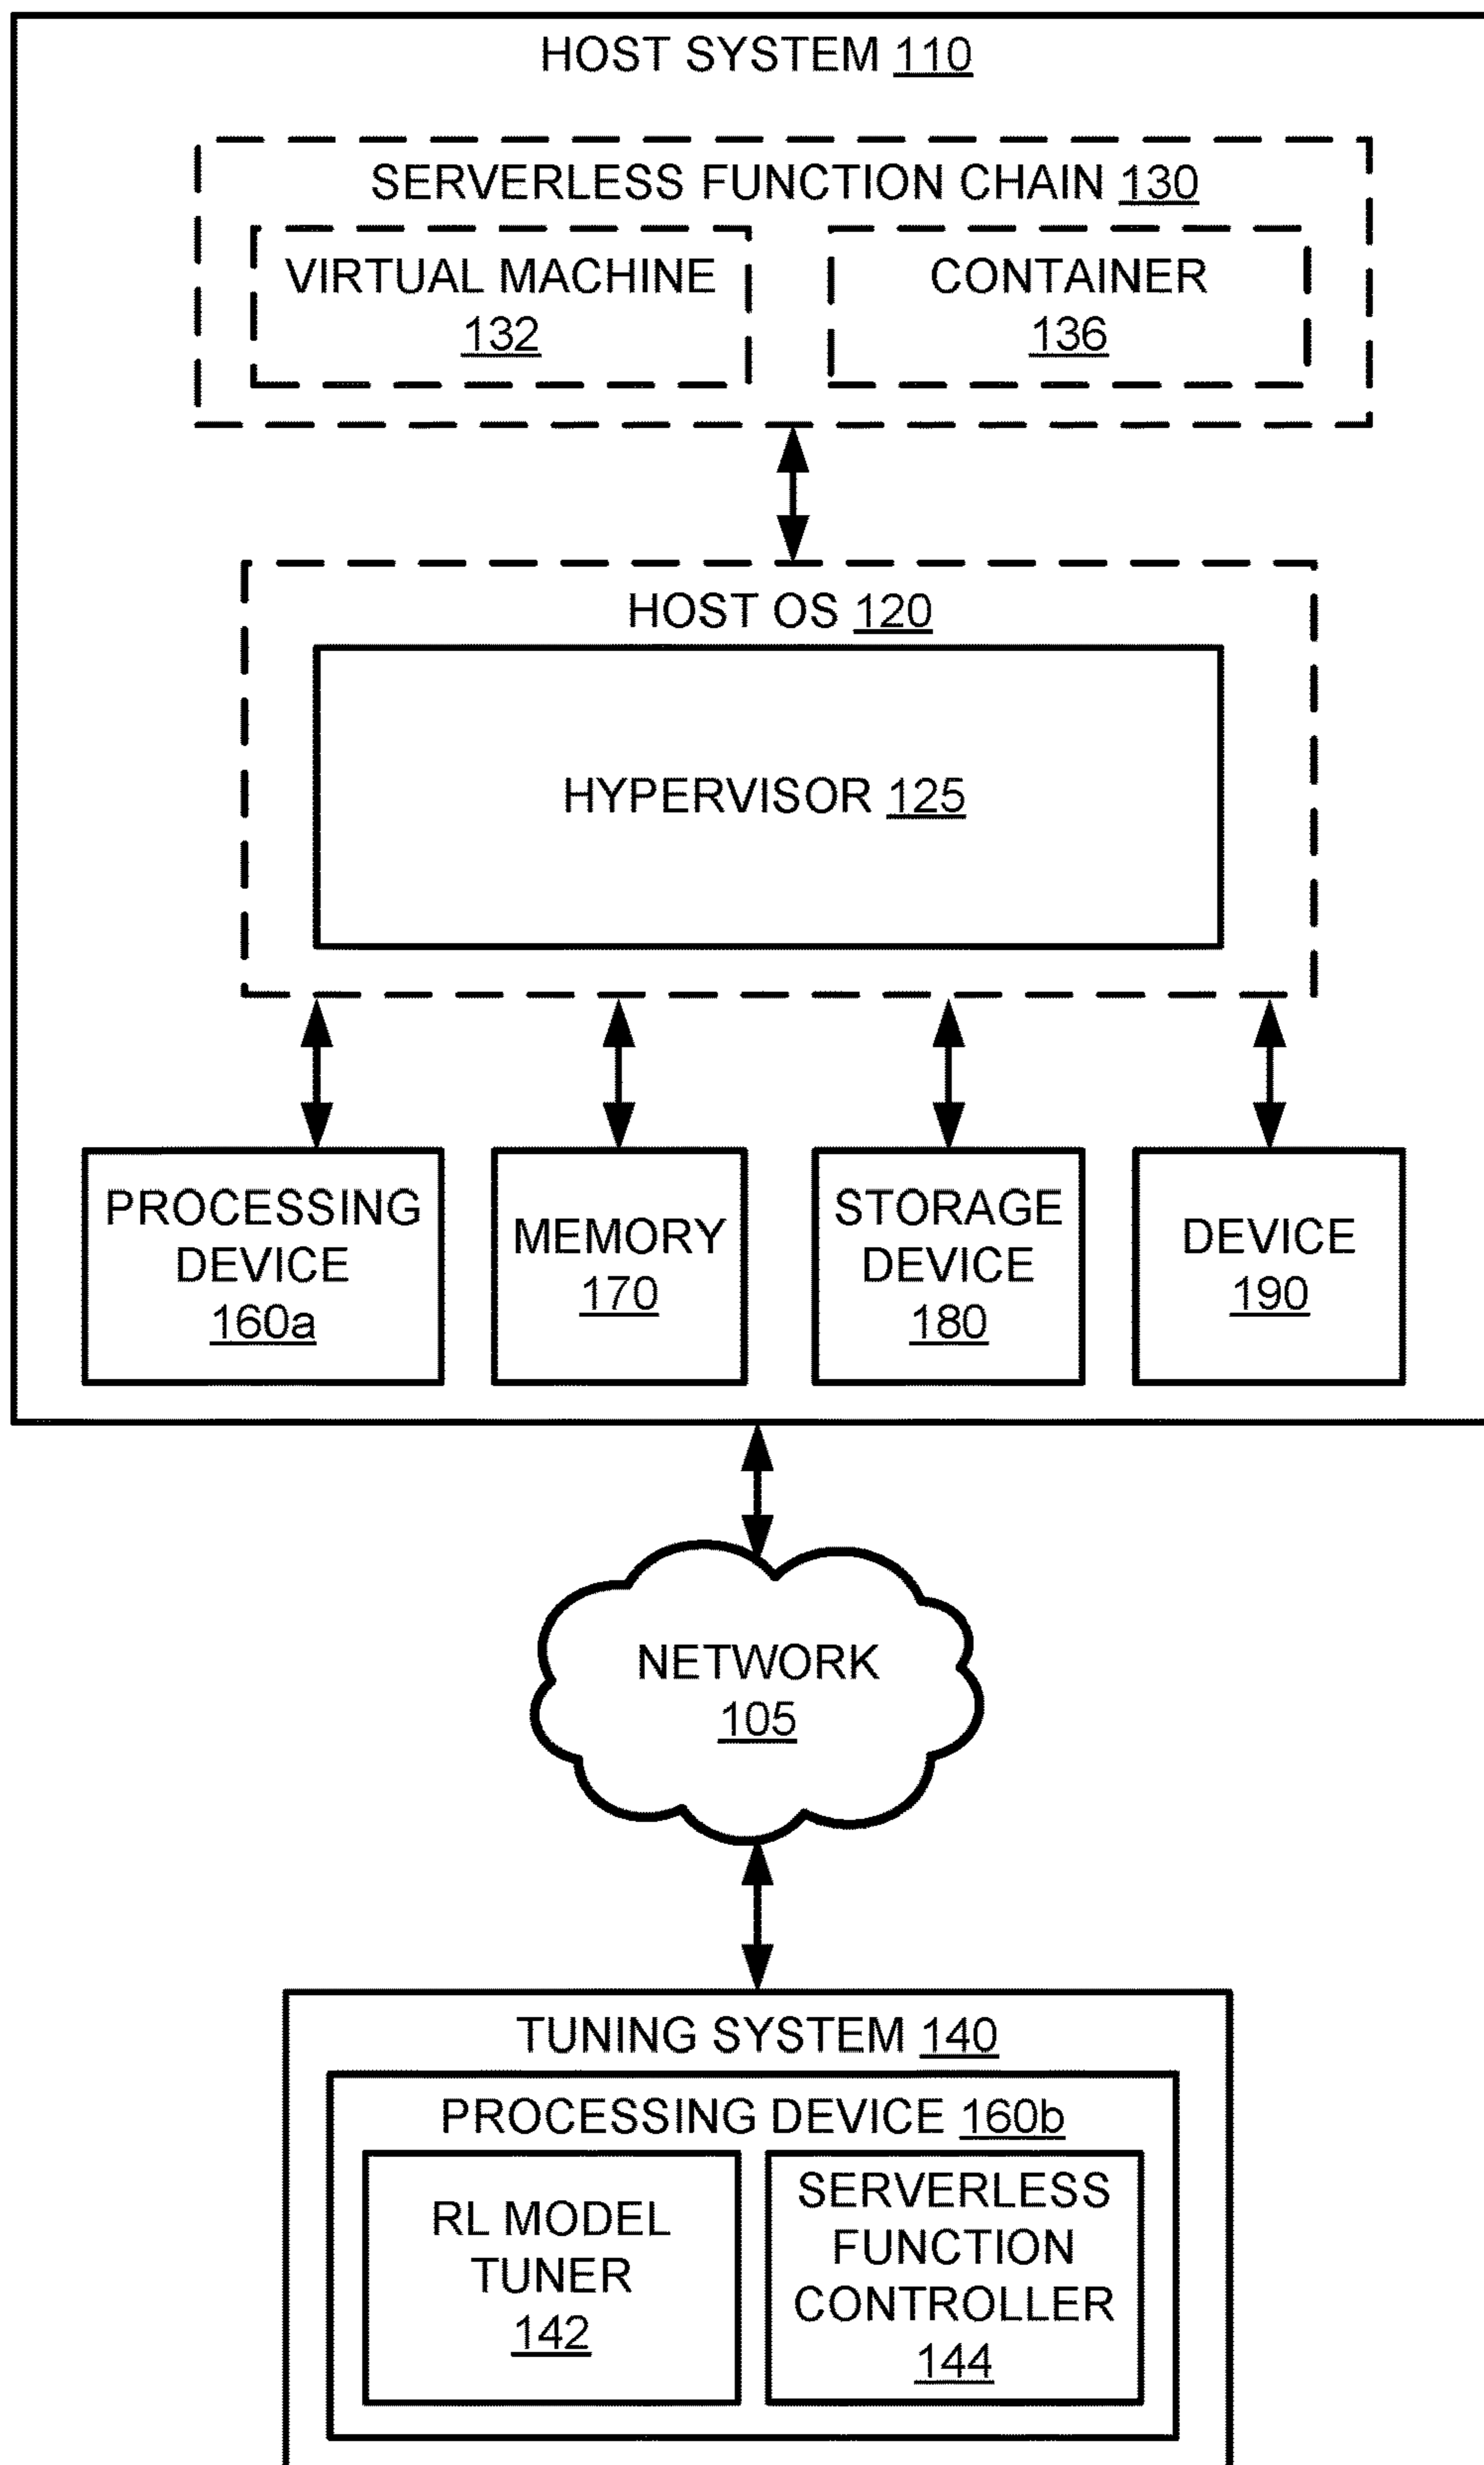 HOST SYSTEM 110
SERVERLESS FUNCTION CHAIN 130
VIRTUAL MACHINE
132
CONTAINER
136
HOST OS 120
HYPERVISOR 125
PROCESSING
DEVICE
160a
MEMORY
170
STORAGE
DEVICE
180
DEVICE
190
NETWORK
105
TUNING SYSTEM 140
PROCESSING DEVICE 160b
RL MODEL
TUNER
142
SERVERLESS
FUNCTION
CONTROLLER
144